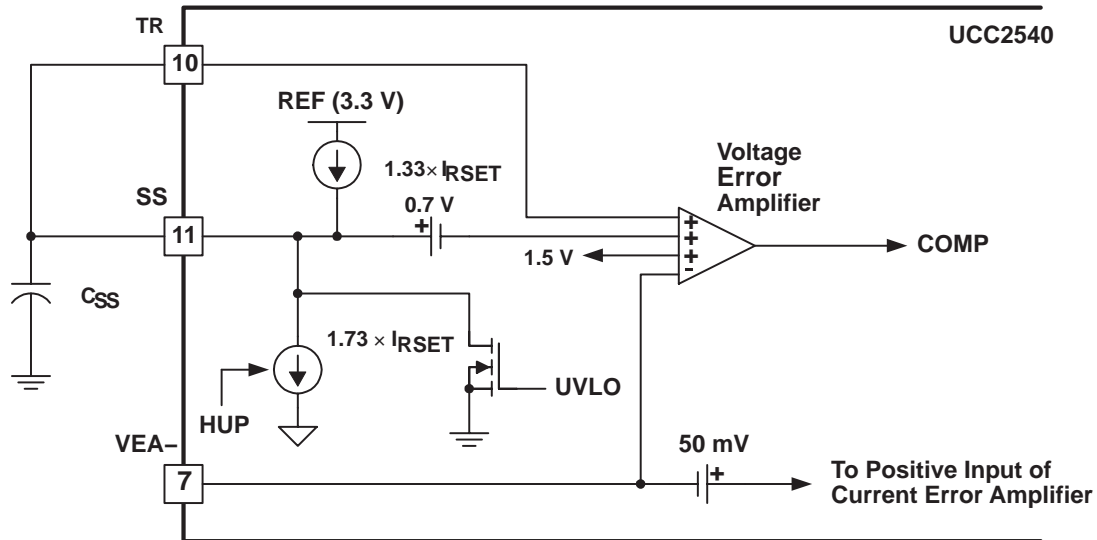 TR
UCC2540
10
REF (3.3 V)
1.33× IRSET
Voltage
Error
Amplifier
SS
0.7 V
+
11
+
+
+
-
1.5 V
COMP
CSS
1.73 × IRSET
UVLO
HUP
VEA−
50 mV
7
+
To Positive Input of
Current Error Amplifier